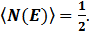 ⟨N(E)⟩ = 1/2.